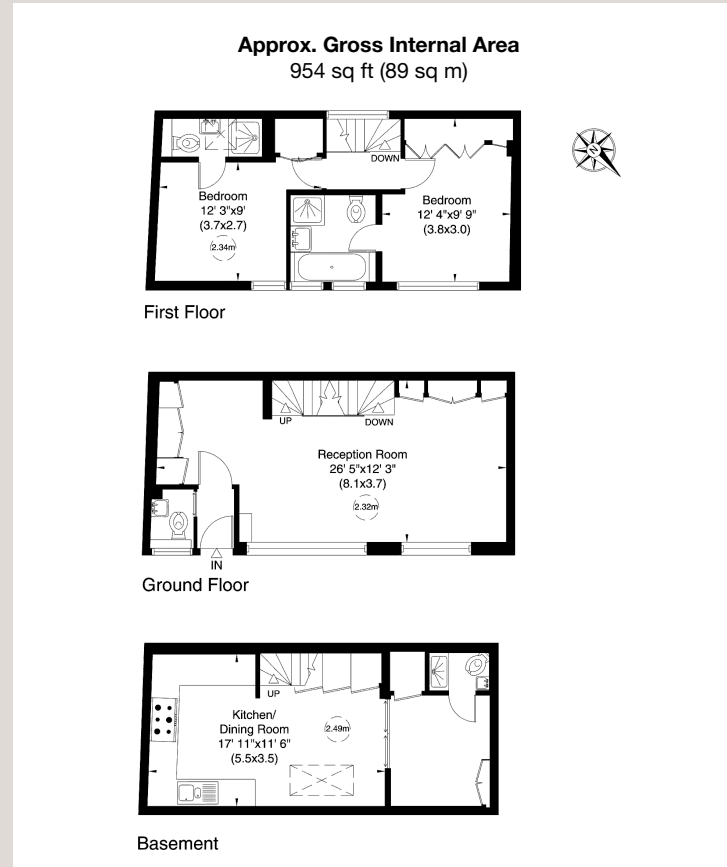 Approx. Gross Internal Area
954 sq ft (89 sq m)
N
DOWN
Bedroom
12' 3"x9'
(3.7x2.7)
2.34m
Bedroom
12' 4"x9' 9"
(3.8x3.0)
First Floor
UP
DOWN
Reception Room
26' 5"x12' 3"
(8.1x3.7)
2.32m
IN
Ground Floor
UP
Kitchen/
Dining Room
17' 11"x11' 6"
(5.5x3.5)
2.49m
Basement